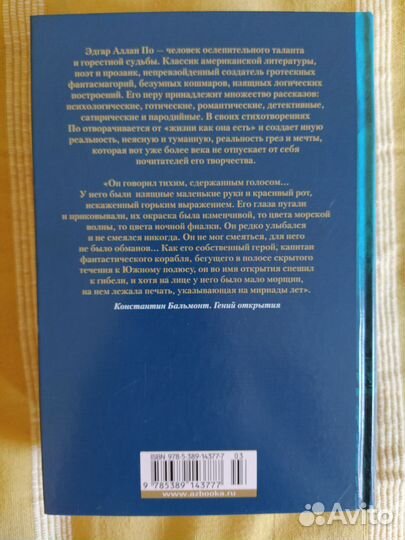 Эдгар Аллан По — человек ослепительного таланта
и горестной судьбы. Классик американской литературы,
поэт и прозаик, непревзойденный создатель гротескных
фантасмагорий, безумных кошмаров, изящных логических
построений. Его перу принадлежит множество рассказов:
психологические, готические, романтические, детективные,
сатирические и пародийные. В своих стихотворениях
По отворачивается от «жизни как она есть» и создает иную
реальность, неясную и туманную, реальность грез и мечты,
которая вот уже более века не отпускает от себя
почитателей его творчества.
«Он говорил тихим, сдержанным голосом...
У него были изящные маленькие руки и красивый рот,
искаженный горьким выражением. Его глаза пугали
и приковывали, их окраска была изменчивой, то цвета морской
волны, то цвета ночной фиалки. Он редко улыбался
и не смеялся никогда. Он не мог смеяться, для него
не было обманов... Как его собственный герой, капитан
фантастического корабля, бегущего в полосе скрытого
течения к Южному полюсу, он во имя открытия спешил
к гибели, и хотя на лице у него было мало морщин,
на нем лежала печать, указывающая на мириады лет».
Константин Бальмонт. Гений открытия
ISBN 978-5-389-14377-7
03
9 785389 143777
www.azbooka.ru
Avito